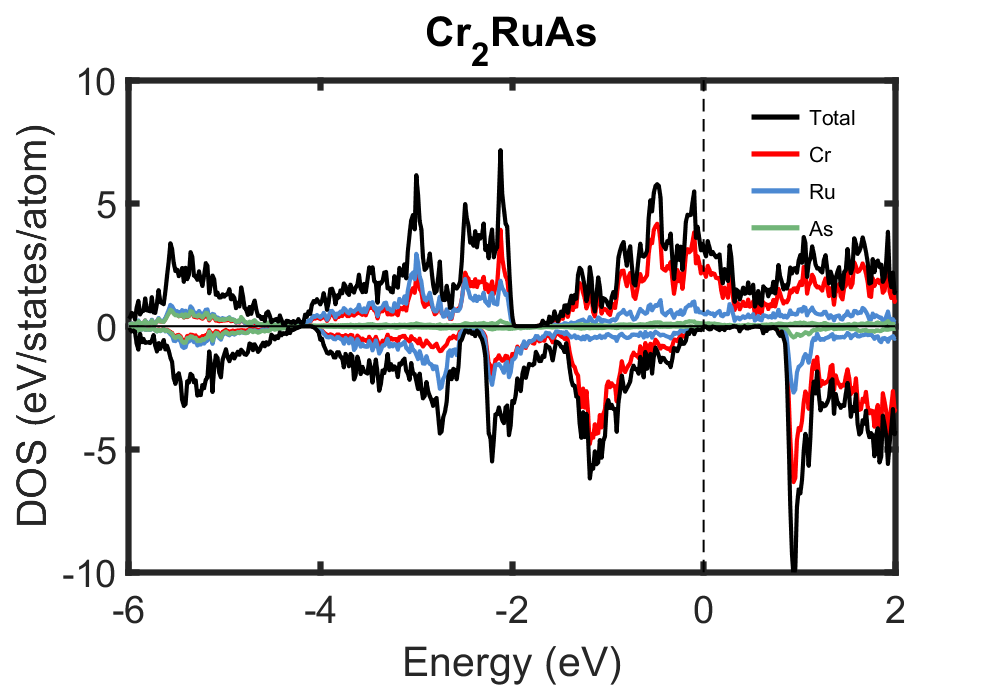 Cr2RuAs
DOS (eV/states/atom)
10
5
0
-5
-10
Total
Cr
Ru
As
-6 -4 -2 0 2
Energy (eV)